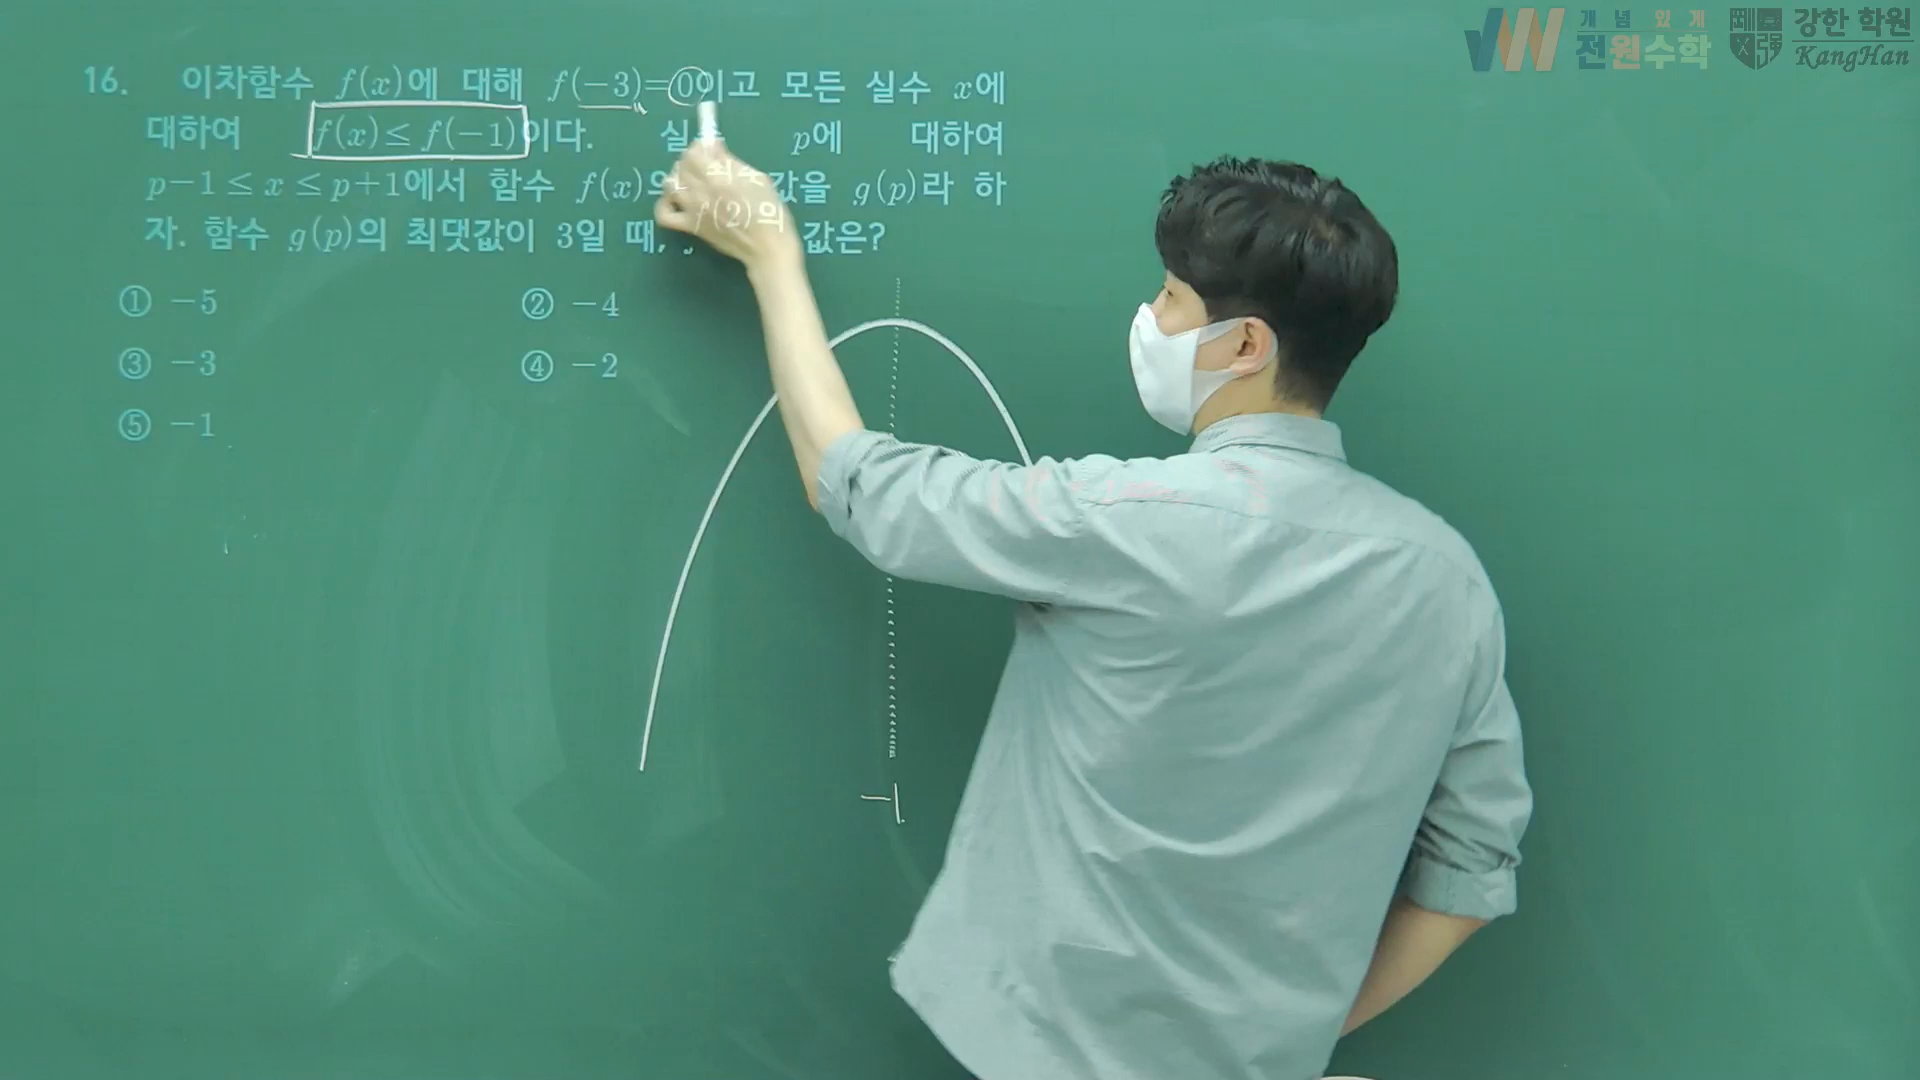 개념 있게
전원수학
강한 학원
KangHan
16. 이차함수 f(x)에 대해 f(-3)=0이고 모든 실수 x에
대하여 f(x)≤f(-1)이다. p에 대하여
p-1≤x≤p+1에서 함수 f(x)의 최솟값을 g(p)라 하
자. 함수 g(p)의 최댓값이 3일 때, f(2)의 값은?
① -5
② -4
③ -3
④ -2
⑤ -1
-1